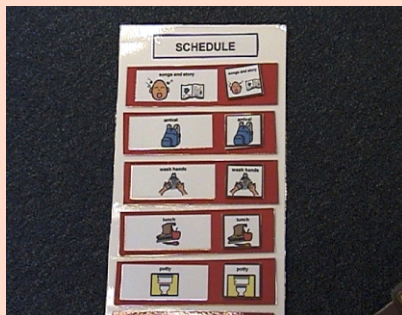 SCHEDULE
songs and story
songs and story
arrival
arrival
wash hands
wash hands
lunch
lunch
potty
potty